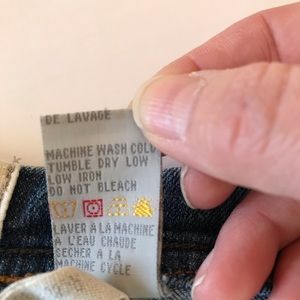 DE LAVAGE
MACHINE WASH COLD
TUMBLE DRY LOW
LOW IRON
DO NOT BLEACH
LAVER A LA MACHINE
A L'EAU CHAUDE
SECHER A LA
MACHINE CYCLE